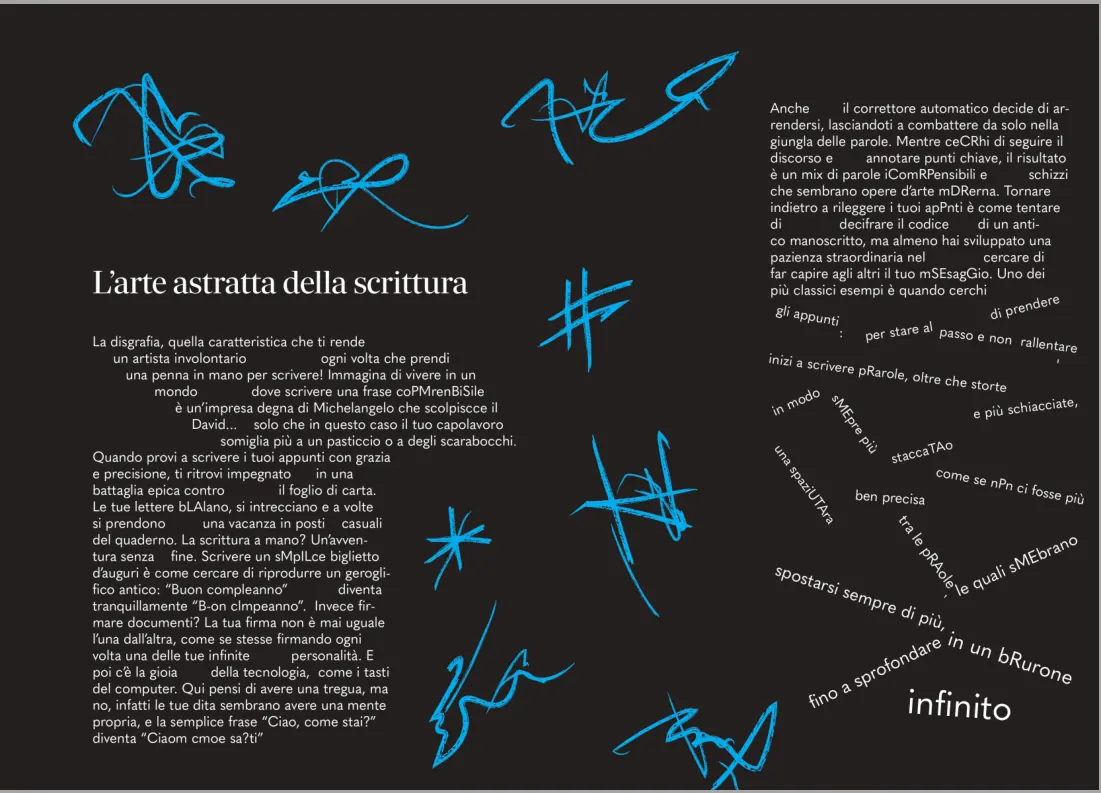 L’arte astratta della scrittura
La disgrafia, quella caratteristica che ti rende
un artista involontario ogni volta che prendi
una penna in mano per scrivere! Immagina di vivere in un
mondo dove scrivere una frase coPMrenBiSile
è un’impresa degna di Michelangelo che scolpiscce il
David... solo che in questo caso il tuo capolavoro
somiglia più a un pasticcio o a degli scarabocchi.
Quando provi a scrivere i tuoi appunti con grazia
e precisione, ti ritrovi impegnato in una
battaglia epica contro il foglio di carta.
Le tue lettere bLAlano, si intrecciano e a volte
si prendono una vacanza in posti casuali
del quaderno. La scrittura a mano? Un’avven-
tura senza fine. Scrivere un sMpILce biglietto
d’auguri è come cercare di riprodurre un gerogli-
fico antico: “Buon compleanno” diventa
tranquillamente “B-on clmpeanno”. Invece fir-
mare documenti? La tua firma non è mai uguale
l’una dall’altra, come se stesse firmando ogni
volta una delle tue infinite personalità. E
poi c’è la gioia della tecnologia, come i tasti
del computer. Qui pensi di avere una tregua, ma
no, infatti le tue dita sembrano avere una mente
propria, e la semplice frase “Ciao, come stai?”
diventa “Ciaom cmoe sa?ti”
Anche il correttore automatico decide di ar-
rendersi, lasciandoti a combattere da solo nella
giungla delle parole. Mentre ceCRhi di seguire il
discorso e annotare punti chiave, il risultato
è un mix di parole iComRPensibili e schizzi
che sembrano opere d’arte mDRerna. Tornare
indietro a rileggere i tuoi apPnti è come tentare
di decifrare il codice di un anti-
co manoscritto, ma almeno hai sviluppato una
pazienza straordinaria nel cercare di
far capire agli altri il tuo mSEsagGio. Uno dei
più classici esempi è quando cerchi
di prendere
gli appunti
:
per stare al passo e non rallentare
,
inizi a scrivere pRarole, oltre che storte
e più schiacciate,
in modo
sMEpre più
staccaTAo
come se nPn ci fosse più
una spaziUTAra
ben precisa
tra le pRAole,
le quali sMEbrano
spostarsi sempre di più,
fino a sprofondare
in un bRurone
infinito